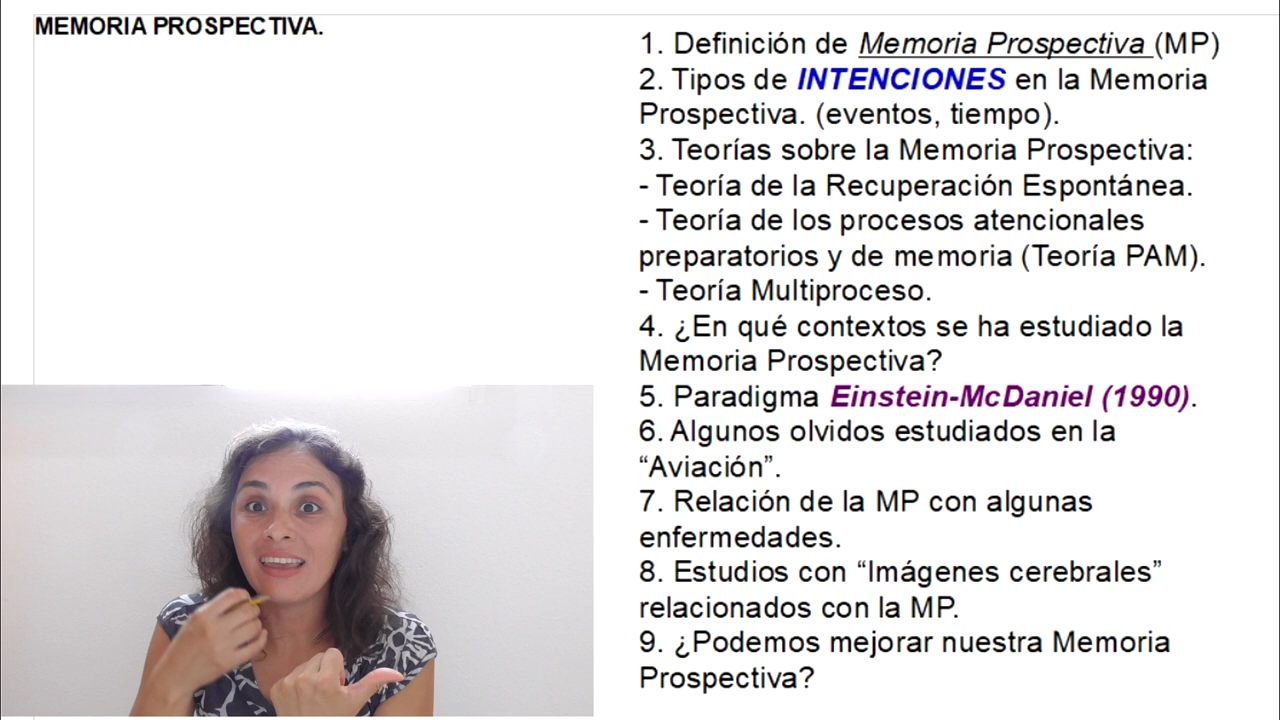 MEMORIA PROSPECTIVA.
1. Definición de Memoria Prospectiva (MP)
2. Tipos de INTENCIONES en la Memoria
Prospectiva. (eventos, tiempo).
3. Teorías sobre la Memoria Prospectiva:
- Teoría de la Recuperación Espontánea.
- Teoría de los procesos atencionales
preparatorios y de memoria (Teoría PAM).
- Teoría Multiproceso.
4. ¿En qué contextos se ha estudiado la
Memoria Prospectiva?
5. Paradigma Einstein-McDaniel (1990).
6. Algunos olvidos estudiados en la
“Aviación”.
7. Relación de la MP con algunas
enfermedades.
8. Estudios con “Imágenes cerebrales”
relacionados con la MP.
9. ¿Podemos mejorar nuestra Memoria
Prospectiva?